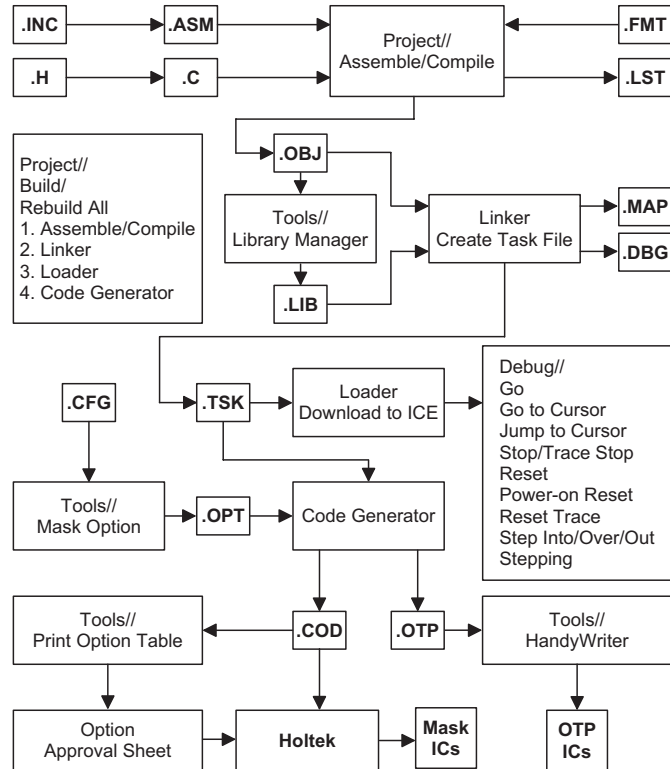 .INC
.ASM
Project//
Assemble/Compile
.FMT
.H
.C
.LST
Project//
Build/
Rebuild All
1. Assemble/Compile
2. Linker
3. Loader
4. Code Generator
.OBJ
Tools//
Library Manager
.LIB
Linker
Create Task File
.MAP
.DBG
.CFG
.TSK
Loader
Download to ICE
Debug//
Go
Go to Cursor
Jump to Cursor
Stop/Trace Stop
Reset
Power-on Reset
Reset Trace
Step Into/Over/Out
Stepping
Tools//
Mask Option
.OPT
Code Generator
Tools//
Print Option Table
.COD
.OTP
Tools//
HandyWriter
Option
Approval Sheet
Holtek
Mask
ICs
OTP
ICs